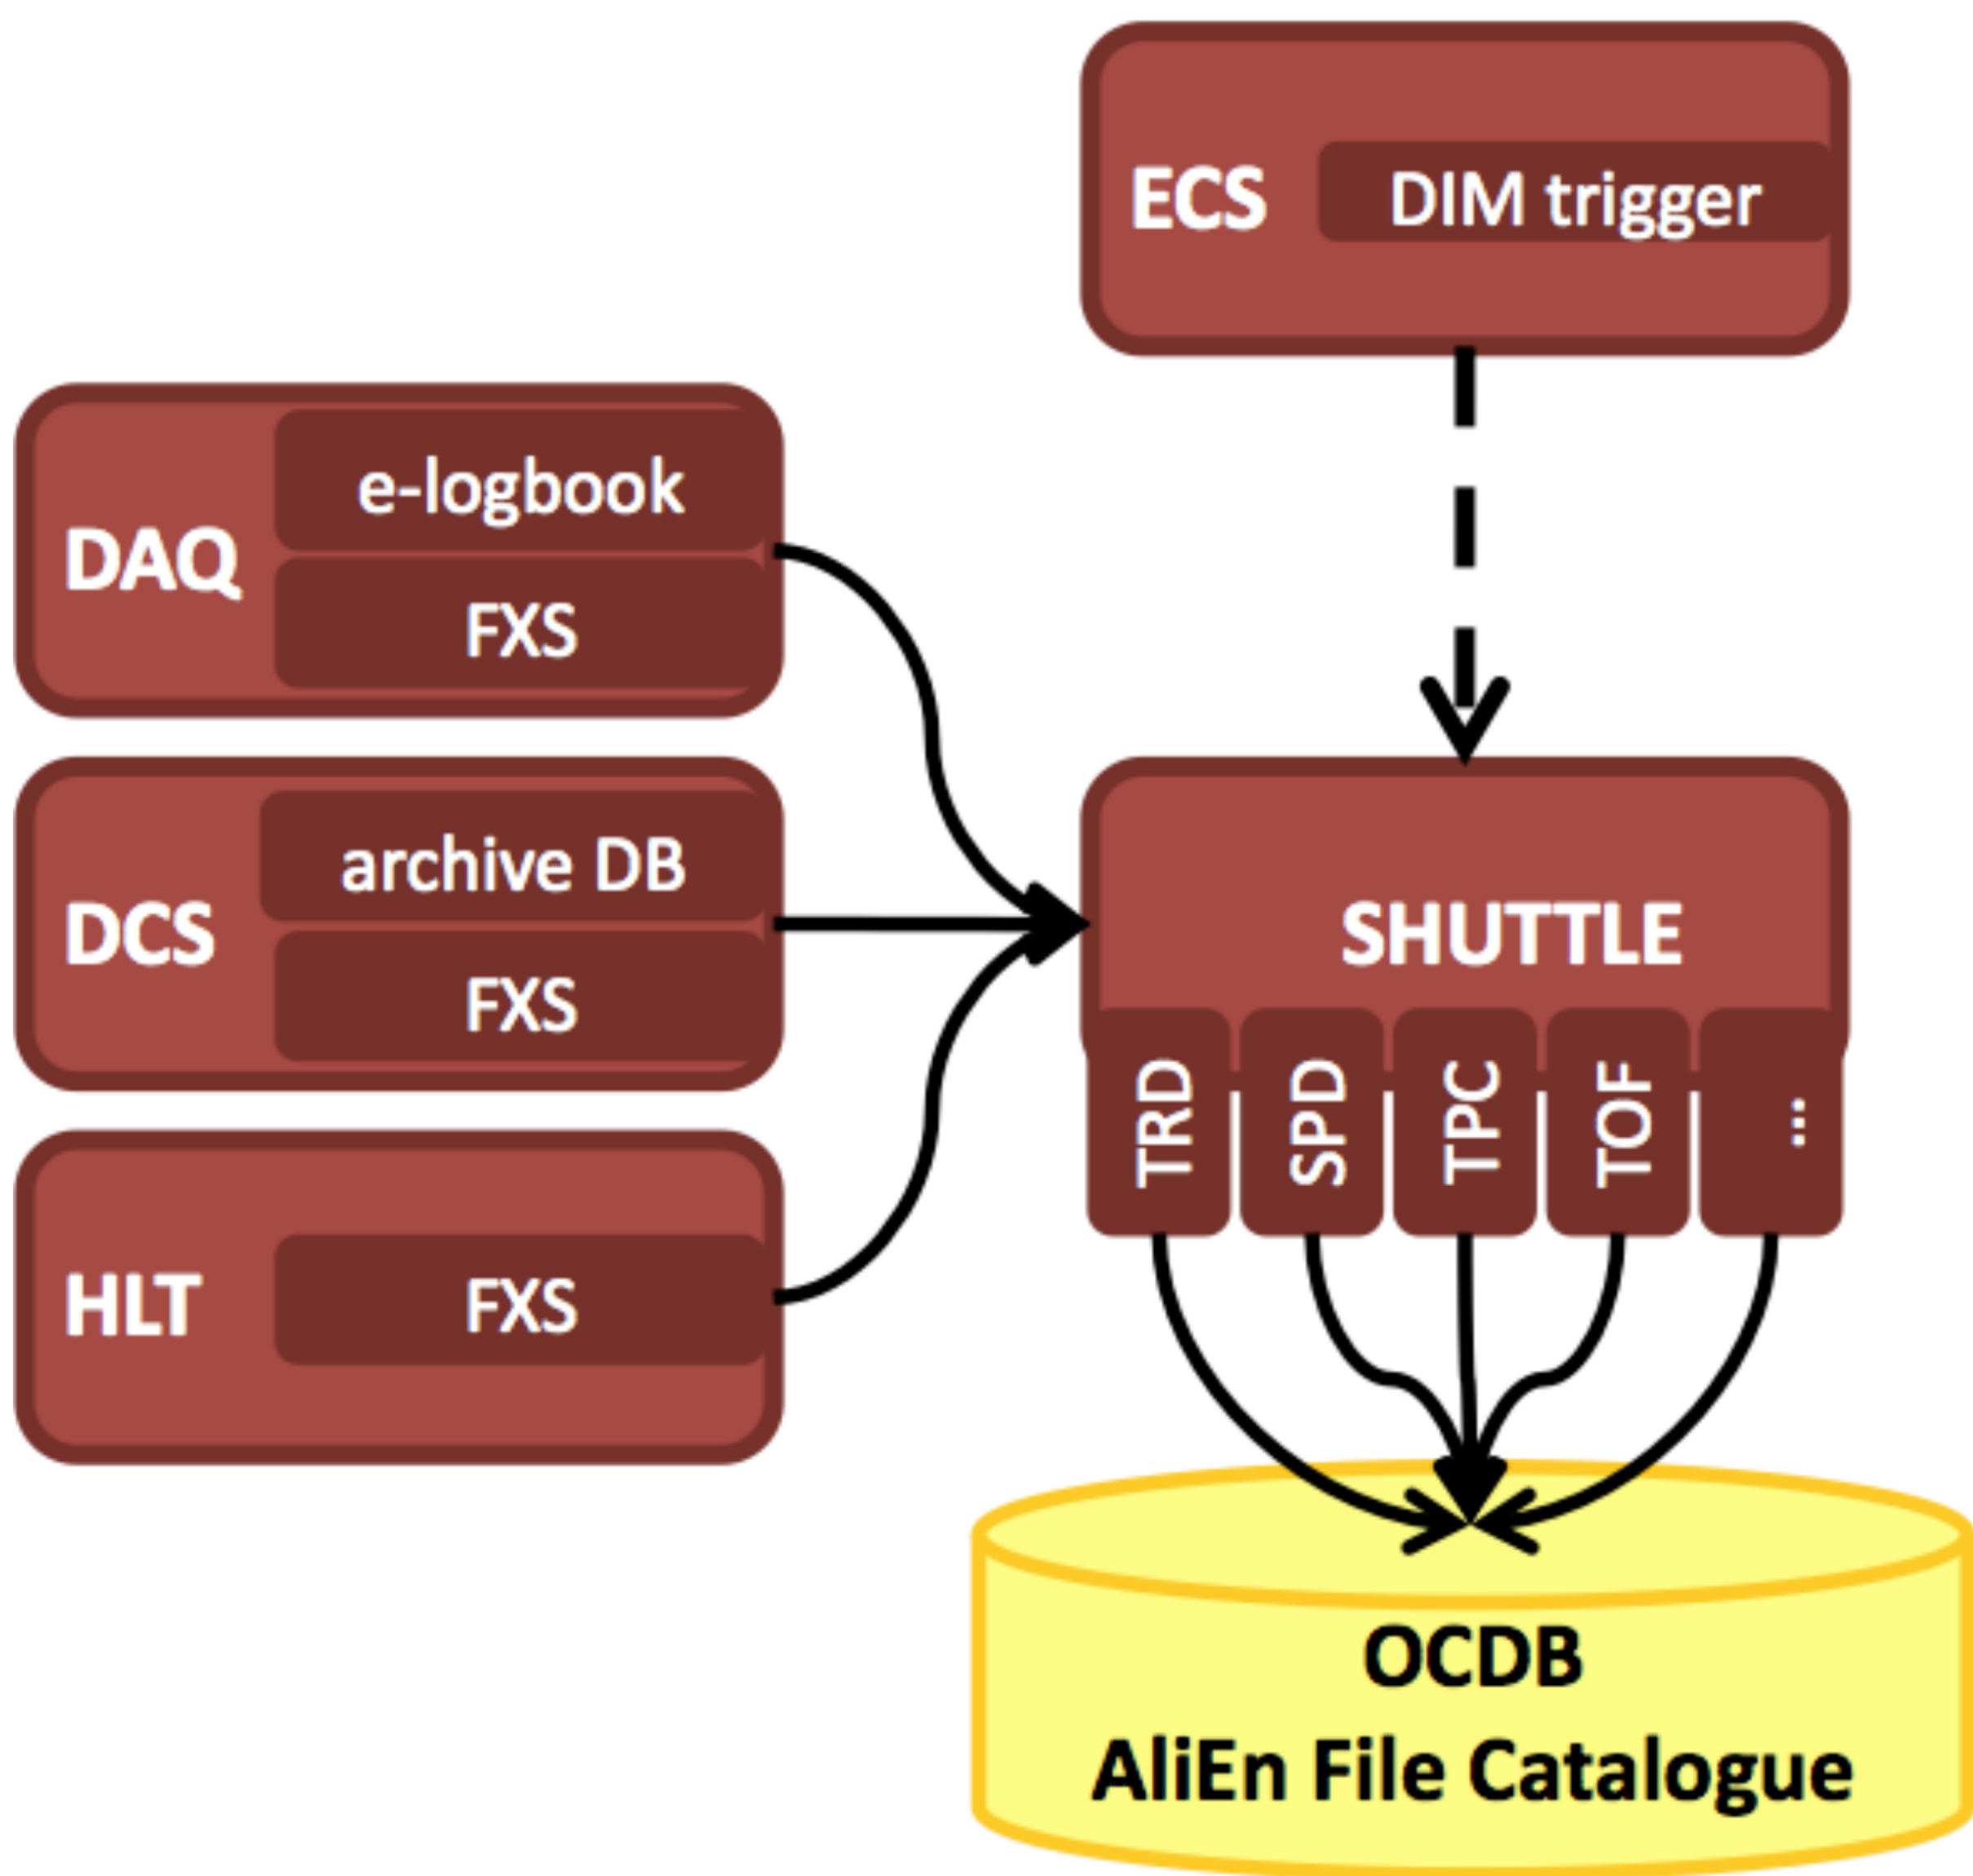 ECS
DIM trigger
DAQ
e-logbook
FXS
DCS
archive DB
FXS
HLT
FXS
SHUTTLE
TRD
SPD
TPC
TOF
...
OCDB
AliEn File Catalogue